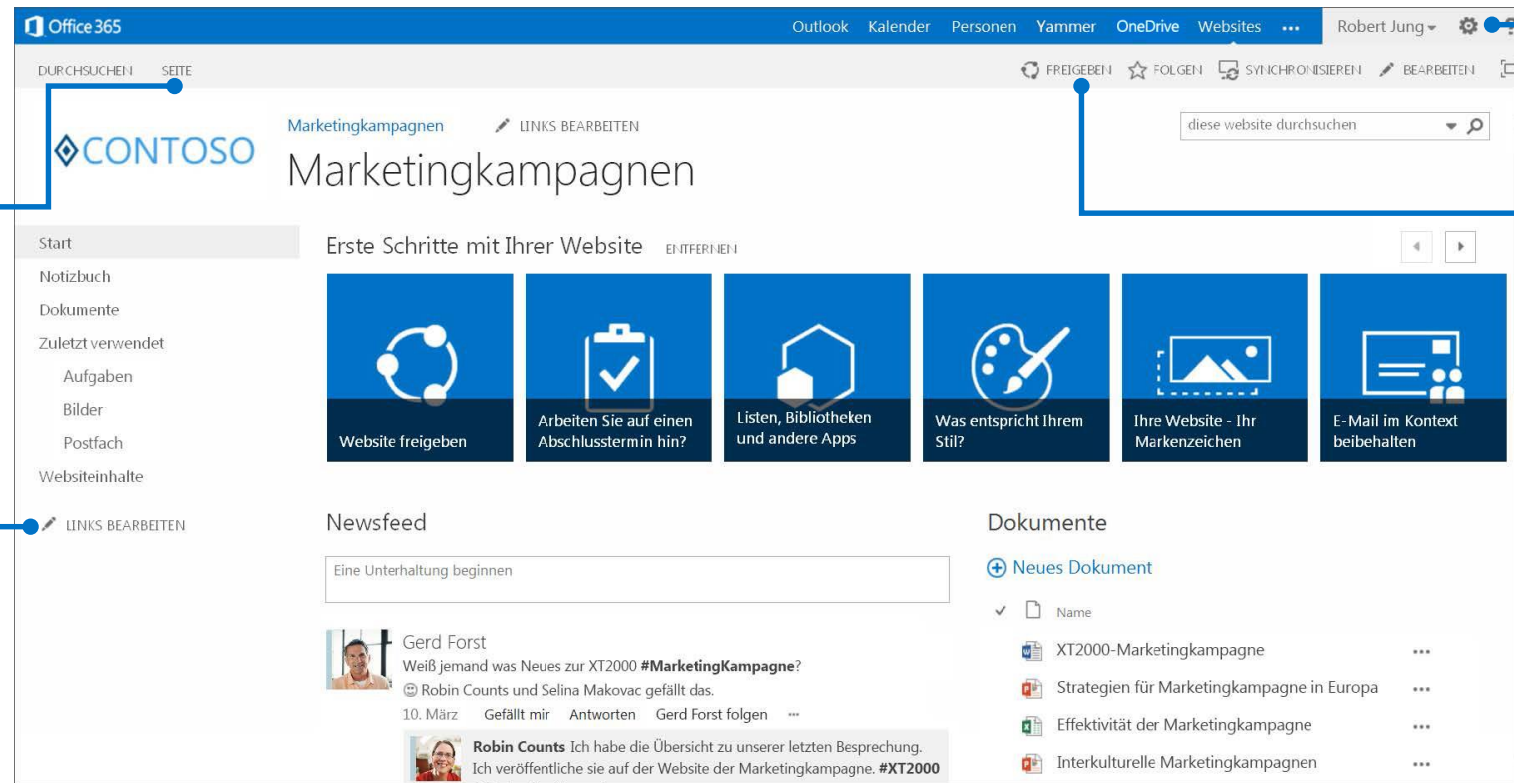 Office 365
Outlook Kalender Personen Yammer OneDrive Websites ••• Robert Jung
DURCHSUCHEN SEITE
FREIGEBEN FOLGEN SYNCHRONISIEREN BEARBEITEN
CONTOSO
Marketingkampagnen LINKS BEARBEITEN
diese website durchsuchen
Marketingkampagnen
Start
Notizbuch
Dokumente
Zuletzt verwendet
Aufgaben
Bilder
Postfach
Websiteinhalte
LINKS BEARBEITEN
Erste Schritte mit Ihrer Website ENTFERNEN
Website freigeben
Arbeiten Sie auf einen
Abschlusstermin hin?
Listen, Bibliotheken
und andere Apps
Was entspricht Ihrem
Stil?
Ihre Website - Ihr
Markenzeichen
E-Mail im Kontext
beibehalten
Newsfeed
Eine Unterhaltung beginnen
Gerd Forst
Weiß jemand was Neues zur XT2000 #MarketingKampagne?
Robin Counts und Selina Makovac gefällt das.
10. März Gefällt mir Antworten Gerd Forst folgen •••
Robin Counts Ich habe die Übersicht zu unserer letzten Besprechung.
Ich veröffentliche sie auf der Website der Marketingkampagne. #XT2000
Dokumente
Neues Dokument
Name
XT2000-Marketingkampagne •••
Strategien für Marketingkampagne in Europa •••
Effektivität der Marketingkampagne •••
Interkulturelle Marketingkampagnen •••